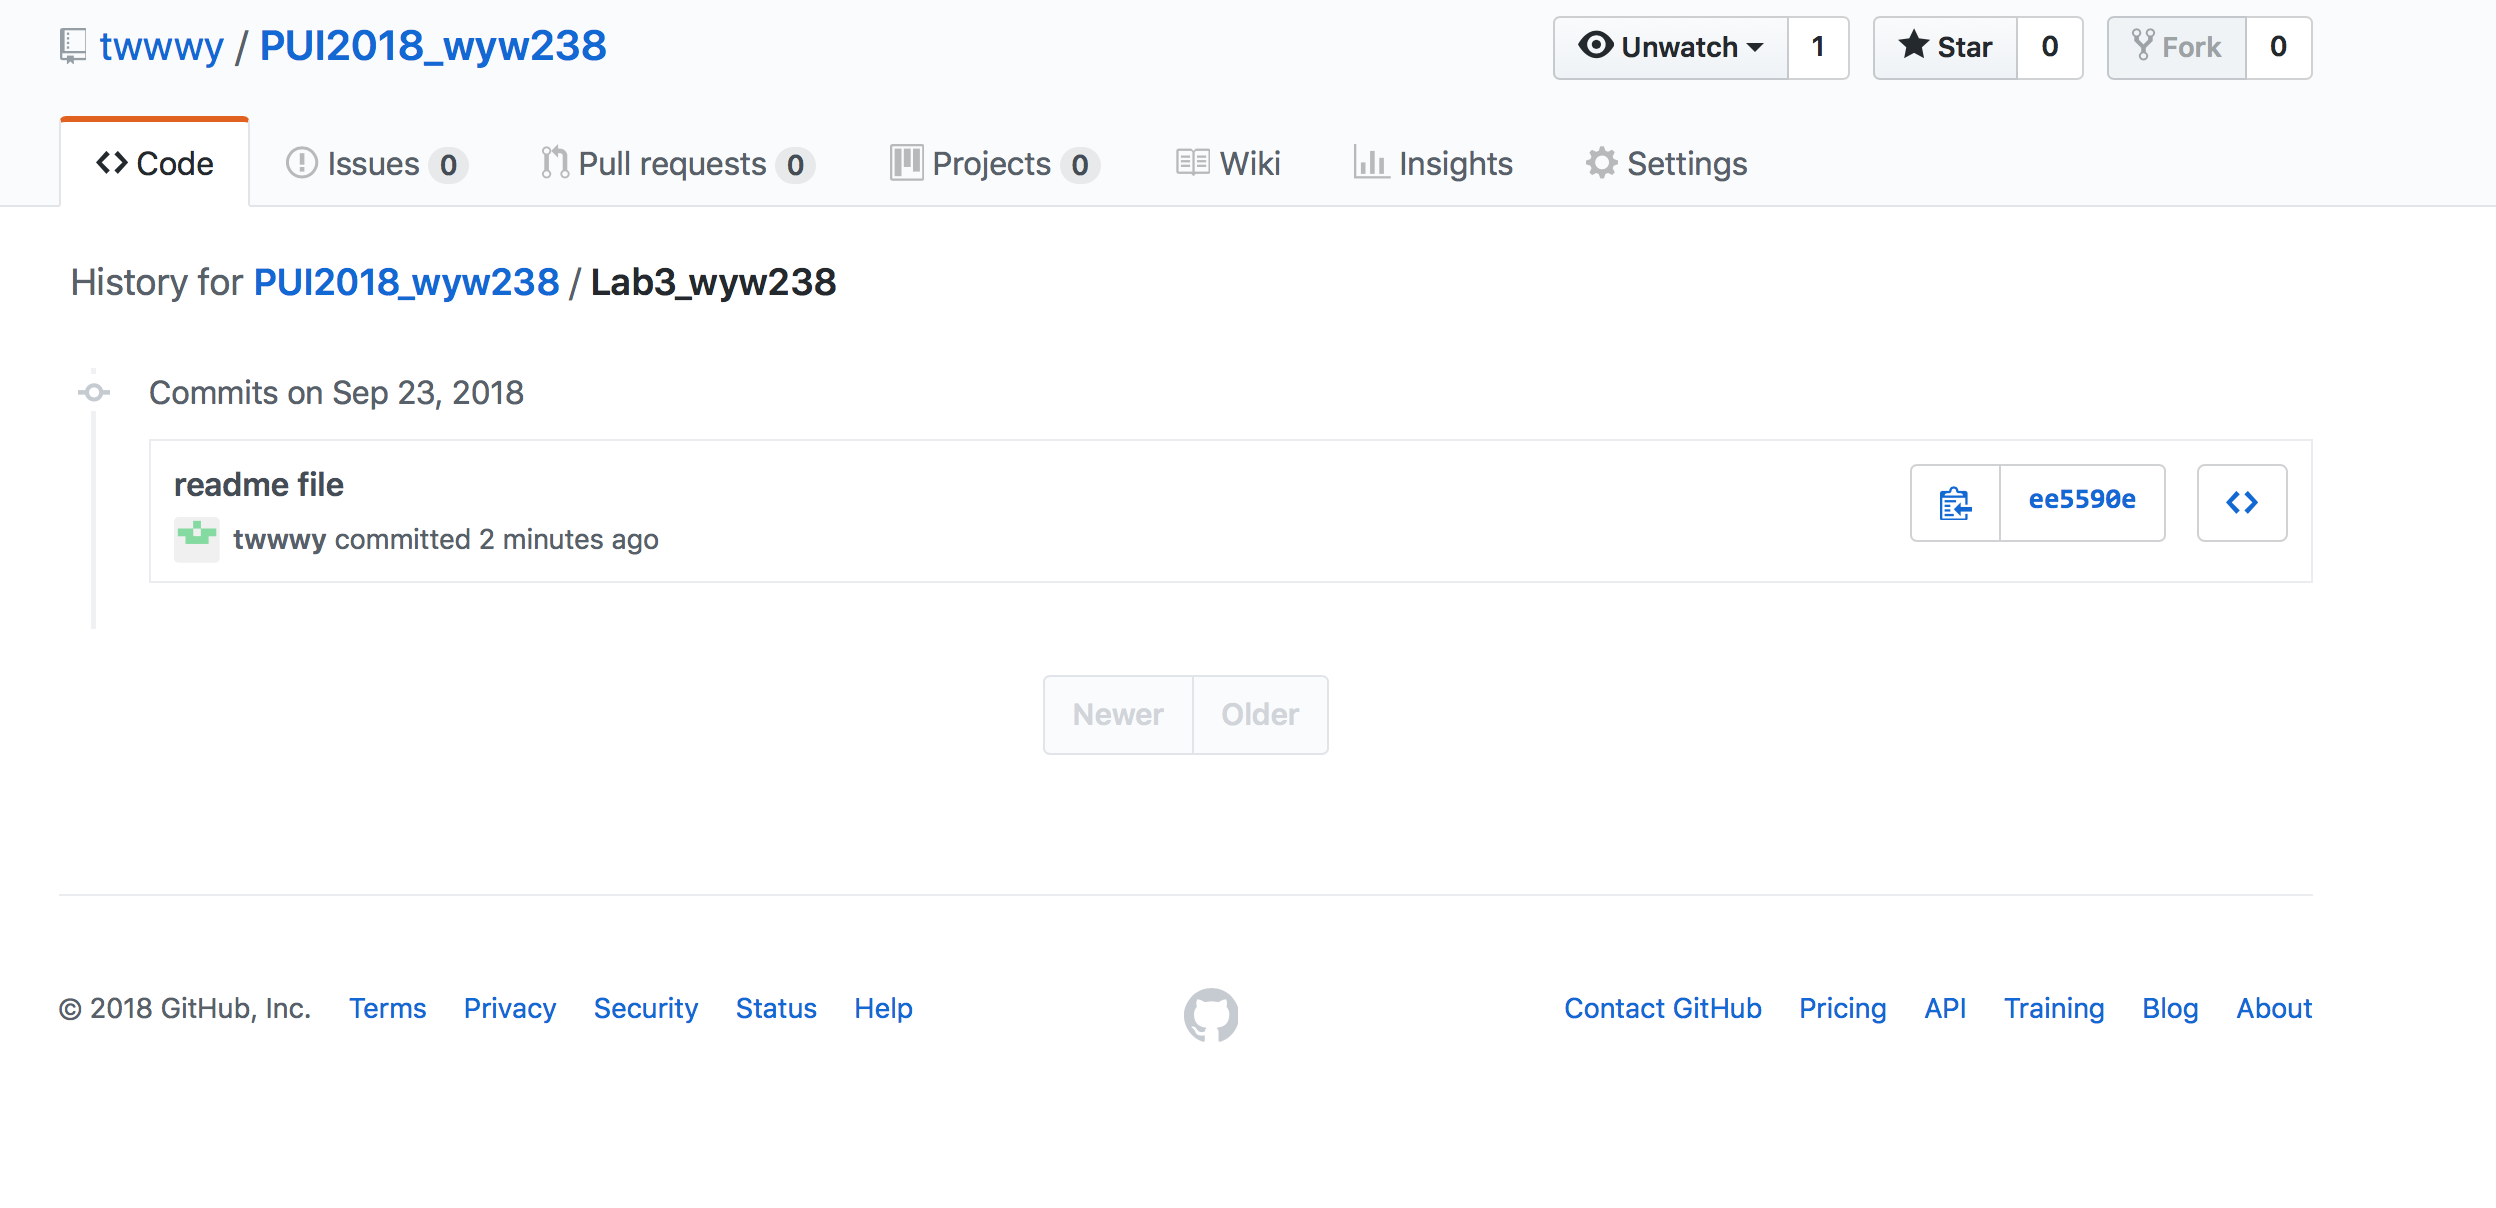 twwwy / PUI2018_wyw238 Unwatch 1 Star 0 Fork 0
Code Issues 0 Pull requests 0 Projects 0 Wiki Insights Settings
History for PUI2018_wyw238 / Lab3_wyw238
Commits on Sep 23, 2018
readme file
ee5590e
twwwy committed 2 minutes ago
Newer Older
© 2018 GitHub, Inc. Terms Privacy Security Status Help Contact GitHub Pricing API Training Blog About